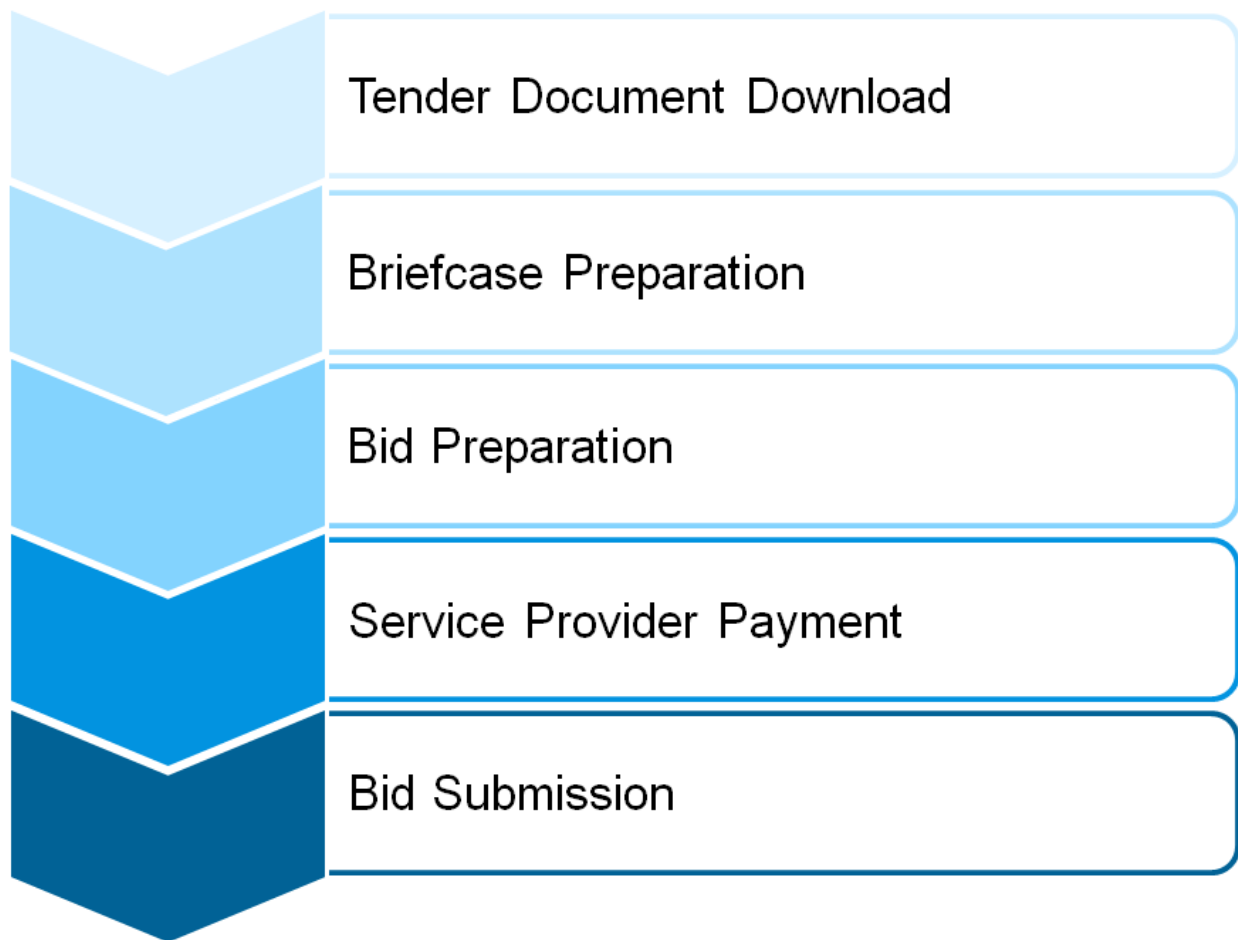 Tender Document Download
Briefcase Preparation
Bid Preparation
Service Provider Payment
Bid Submission